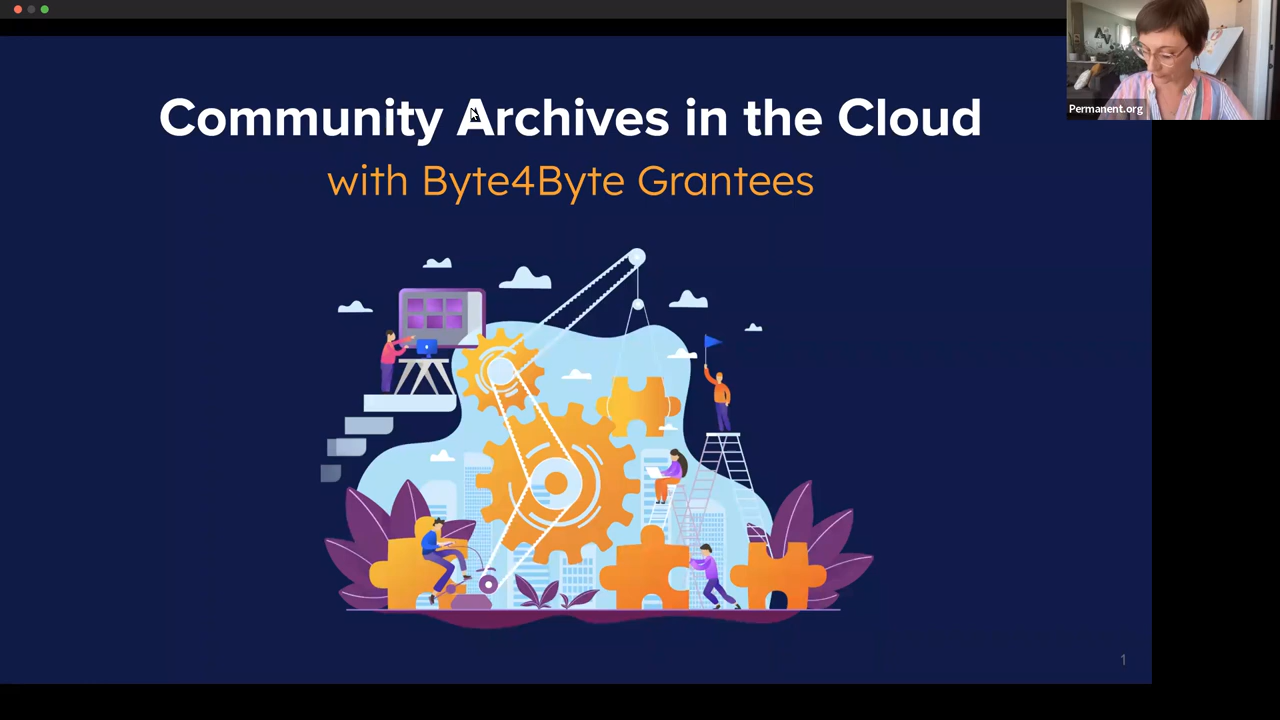 Community Archives in the Cloud
with Byte4Byte Grantees
Permanent.org
1